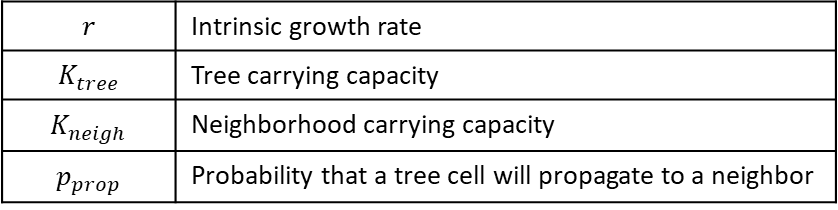 r Intrinsic growth rate
K_tree Tree carrying capacity
K_neigh Neighborhood carrying capacity
p_prop Probability that a tree cell will propagate to a neighbor